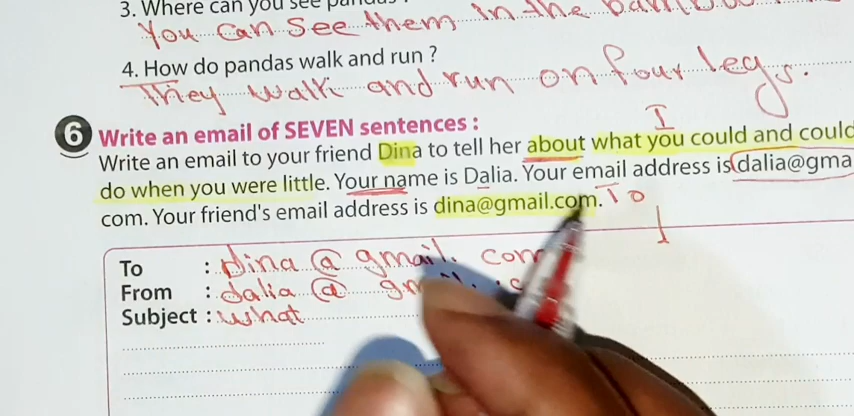 3. Where can you see
You can see them in the
4. How do pandas walk and run ?
They walk and run on four legs.
I
6 Write an email of SEVEN sentences :
Write an email to your friend Dina to tell her about what you could and could
do when you were little. Your name is Dalia. Your email address is dalia@gma
com. Your friend's email address is dina@gmail.com. To
To : dina @ gmail. com
From : dalia @
Subject : What